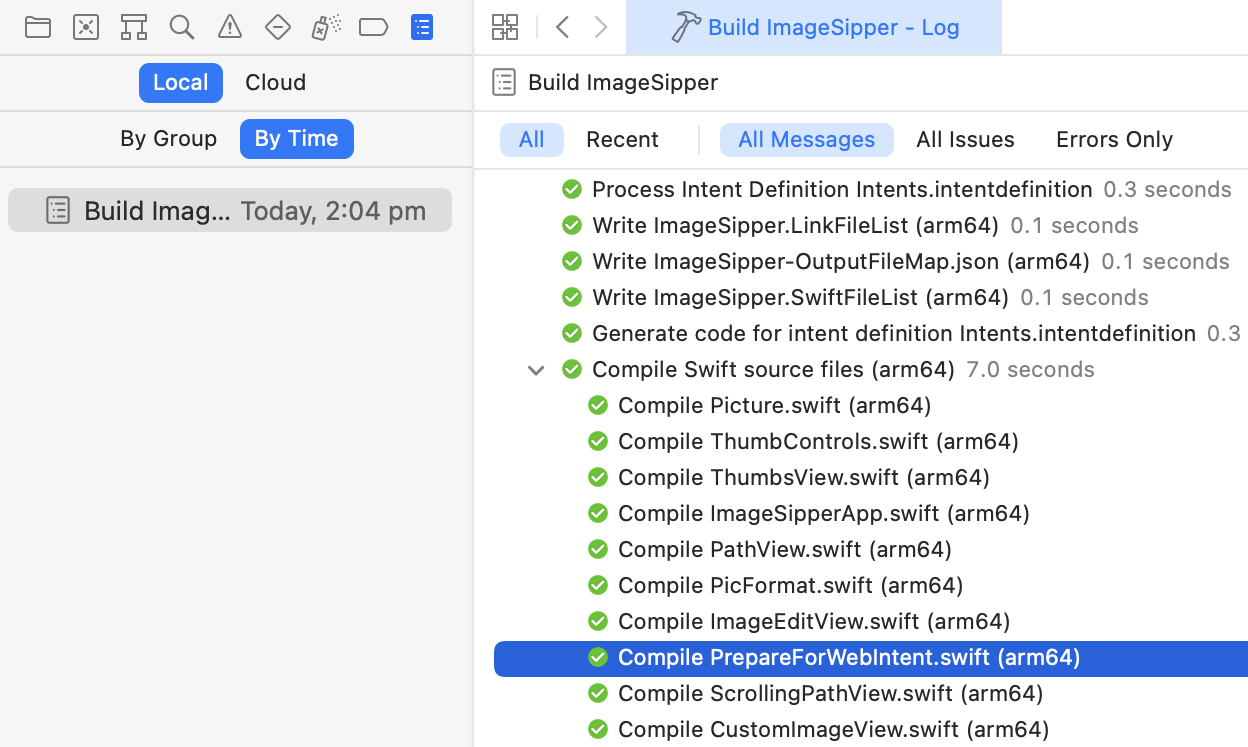 Build ImageSipper - Log
Local Cloud
Build ImageSipper
By Group By Time
All Recent All Messages All Issues Errors Only
Build Imag... Today, 2:04 pm
Process Intent Definition Intents.intentdefinition 0.3 seconds
Write ImageSipper.LinkFileList (arm64) 0.1 seconds
Write ImageSipper-OutputFileMap.json (arm64) 0.1 seconds
Write ImageSipper.SwiftFileList (arm64) 0.1 seconds
Generate code for intent definition Intents.intentdefinition 0.3
Compile Swift source files (arm64) 7.0 seconds
Compile Picture.swift (arm64)
Compile ThumbControls.swift (arm64)
Compile ThumbsView.swift (arm64)
Compile ImageSipperApp.swift (arm64)
Compile PathView.swift (arm64)
Compile PicFormat.swift (arm64)
Compile ImageEditView.swift (arm64)
Compile PrepareForWebIntent.swift (arm64)
Compile ScrollingPathView.swift (arm64)
Compile CustomImageView.swift (arm64)